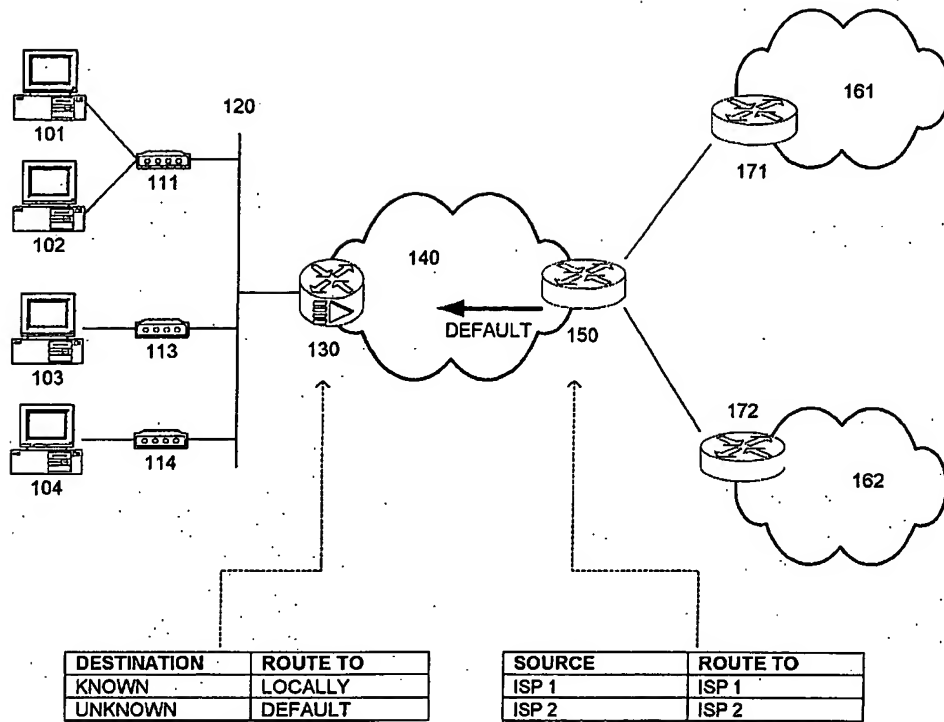 161
120
101
171
111
102
140
DEFAULT
150
130
103
113
172
104
114
162
DESTINATION ROUTE TO
KNOWN LOCALLY
UNKNOWN DEFAULT
SOURCE ROUTE TO
ISP 1 ISP 1
ISP 2 ISP 2